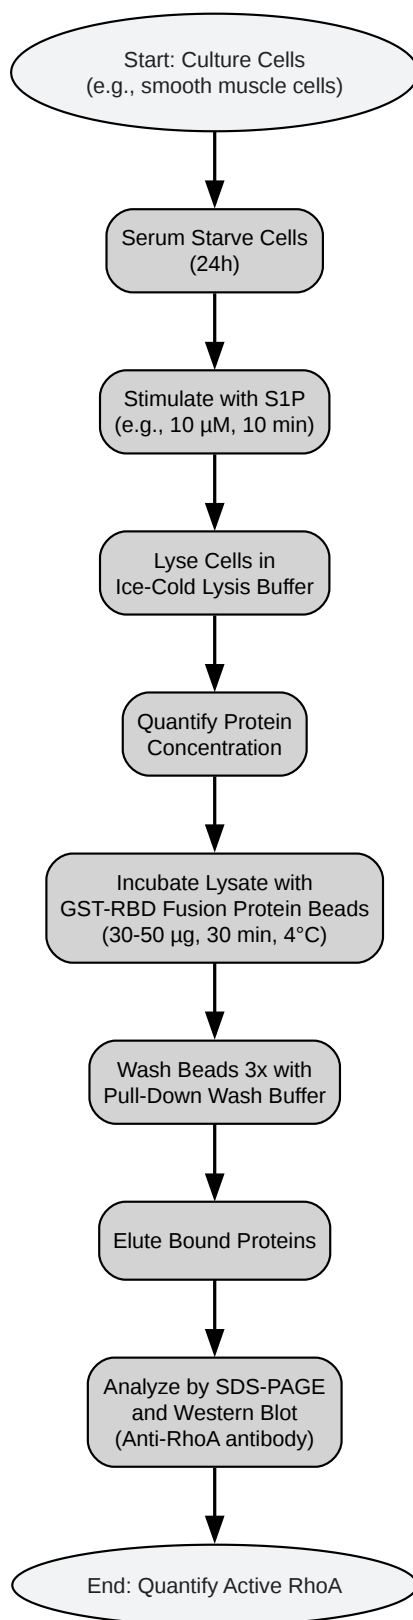 Start: Culture Cells
(e.g., smooth muscle cells)
Serum Starve Cells
(24h)
Stimulate with S1P
(e.g., 10 µM, 10 min)
Lyse Cells in
Ice-Cold Lysis Buffer
Quantify Protein
Concentration
Incubate Lysate with
GST-RBD Fusion Protein Beads
(30-50 µg, 30 min, 4°C)
Wash Beads 3x with
Pull-Down Wash Buffer
Elute Bound Proteins
Analyze by SDS-PAGE
and Western Blot
(Anti-RhoA antibody)
End: Quantify Active RhoA